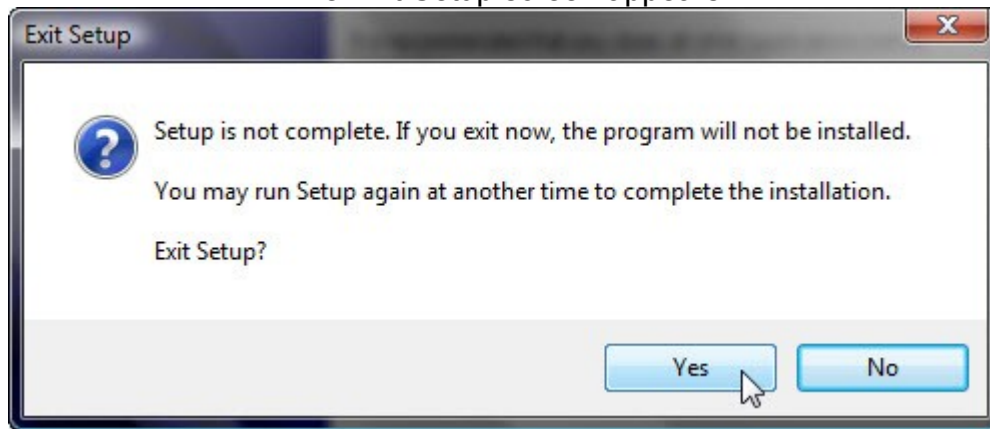 Exit Setup
Setup is not complete. If you exit now, the program will not be installed.
You may run Setup again at another time to complete the installation.
Exit Setup?
Yes
No